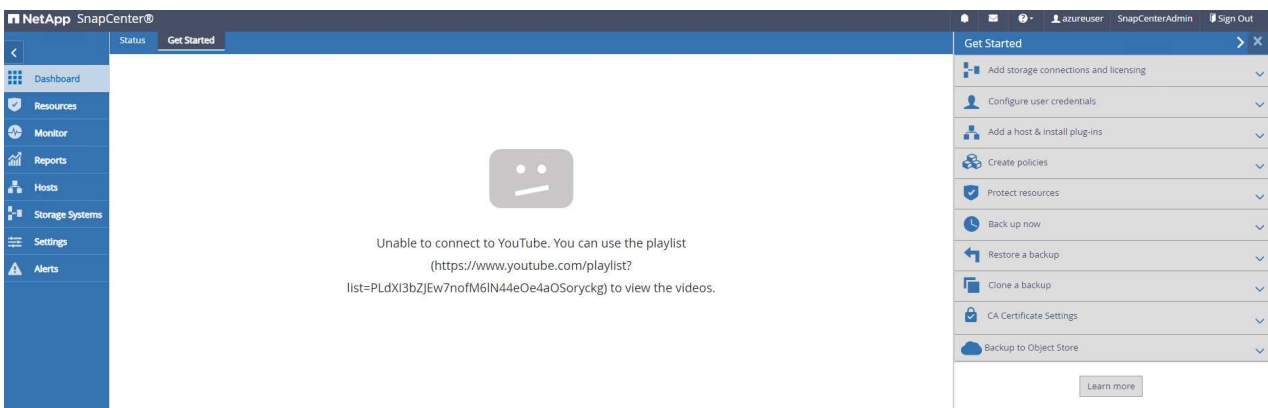 NetApp SnapCenter®
azureuser SnapCenterAdmin Sign Out
Status Get Started
Dashboard
Resources
Monitor
Reports
Hosts
Storage Systems
Settings
Alerts
Unable to connect to YouTube. You can use the playlist
(https://www.youtube.com/playlist?
list=PLdXI3bZJEw7nofM6lN44eOe4aOSoryckg) to view the videos.
Get Started
Add storage connections and licensing
Configure user credentials
Add a host & install plug-ins
Create policies
Protect resources
Back up now
Restore a backup
Clone a backup
CA Certificate Settings
Backup to Object Store
Learn more